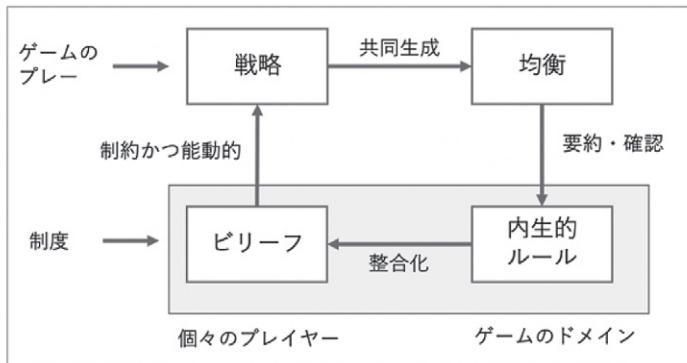 ゲームの
プレー
戦略
共同生成
均衡
制約かつ能動的
要約・確認
制度
ビリーフ
整合化
内生的
ルール
個々のプレイヤー
ゲームのドメイン